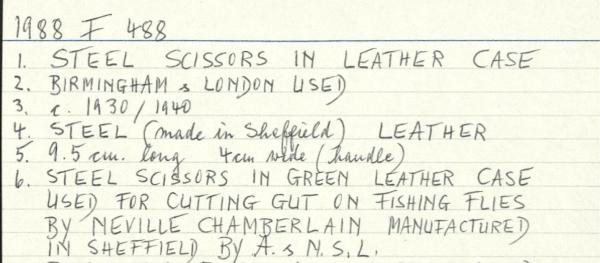 1988 F 488
1. STEEL SCISSORS IN LEATHER CASE
2. BIRMINGHAM & LONDON USED
3. c. 1930/1940
4. STEEL (made in Sheffield) LEATHER
5. 9.5 cm. long 4cm wide (handle)
6. STEEL SCISSORS IN GREEN LEATHER CASE
USED FOR CUTTING GUT ON FISHING FLIES
BY NEVILLE CHAMBERLAIN MANUFACTURED
IN SHEFFIELD BY A. & N.S.L.